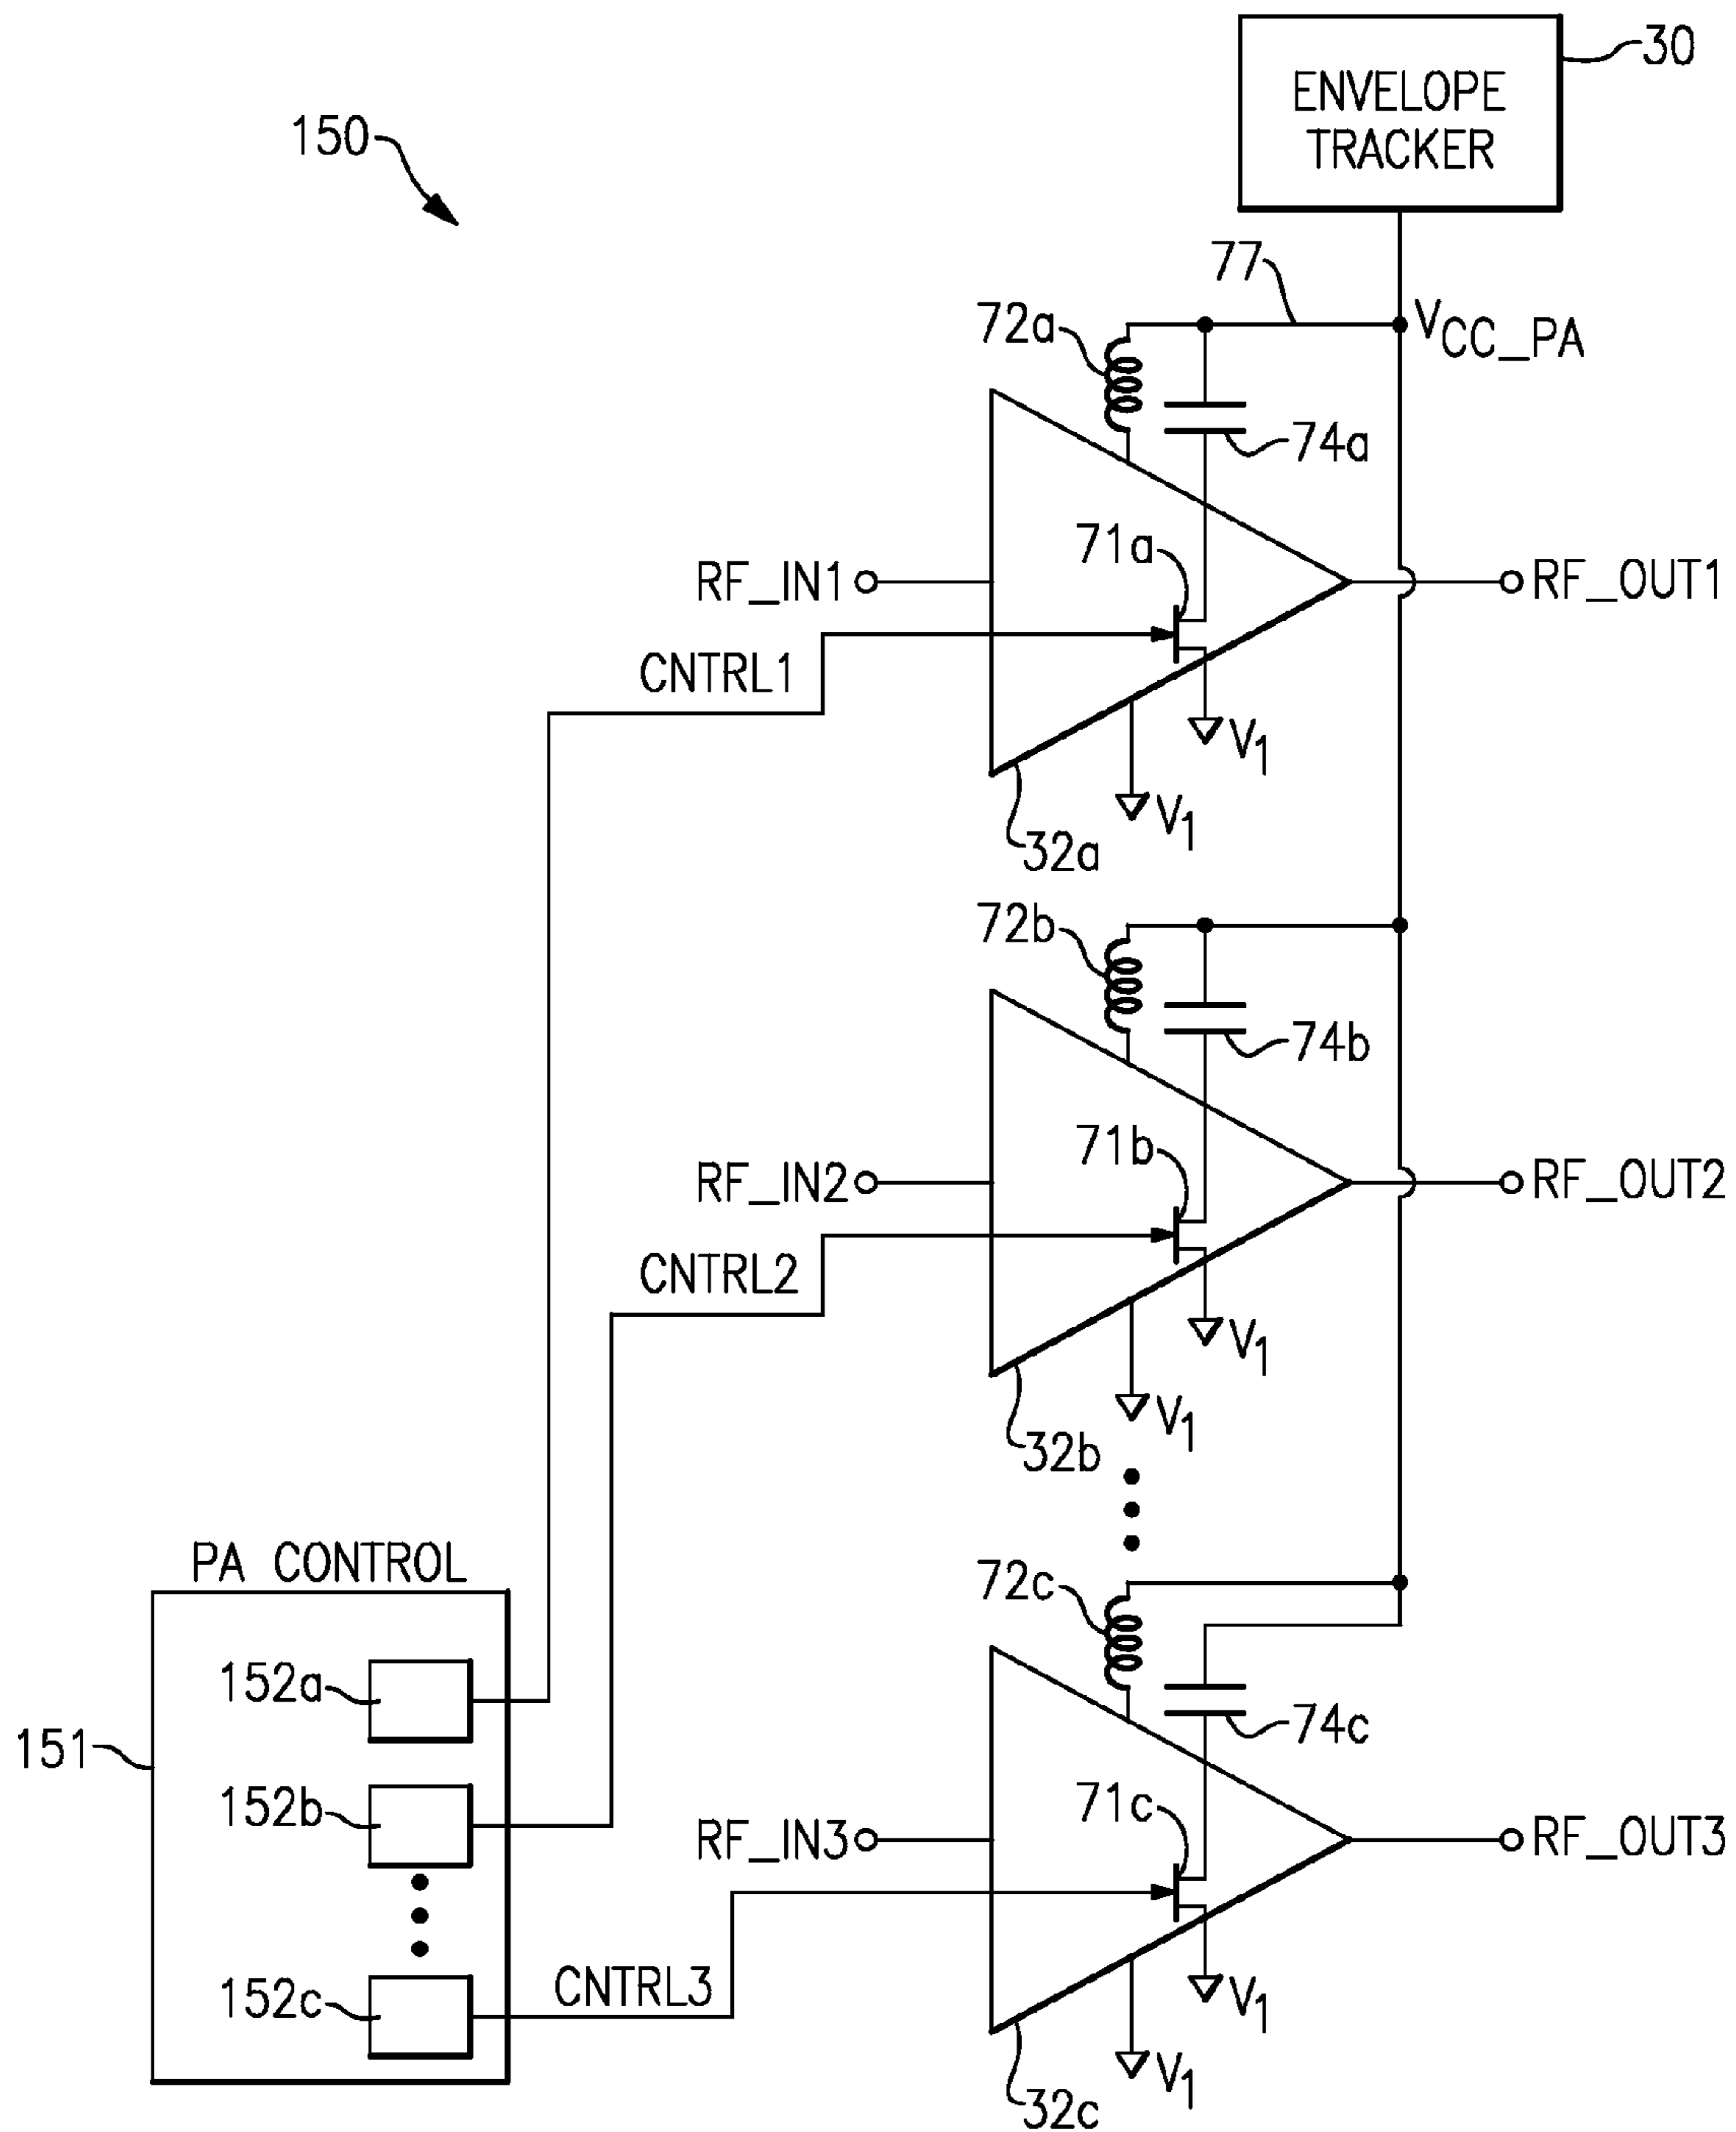 ENVELOPE
TRACKER
30
150
77
72a
VCC_PA
74a
71a
RF_IN1
RF_OUT1
CNTRL1
V1
V1
32a
72b
74b
71b
RF_IN2
RF_OUT2
CNTRL2
V1
V1
32b
PA CONTROL
72c
152a
74c
151
152b
71c
RF_IN3
RF_OUT3
152c
CNTRL3
V1
V1
32c